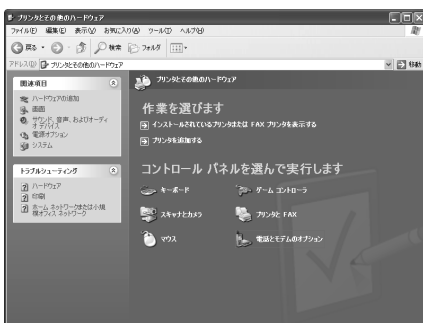 プリンタとその他のハードウェア
ファイル(F) 編集(E) 表示(V) お気に入り(A) ツール(T) ヘルプ(H)
戻る 検索 フォルダ
アドレス(D) プリンタとその他のハードウェア 移動
関連項目
ハードウェアの追加
画面
サウンド、音声、およびオーディ
オ デバイス
電源オプション
システム
トラブルシューティング
ハードウェア
印刷
ホーム ネットワークまたは小規
模オフィス ネットワーク
プリンタとその他のハードウェア
作業を選びます
インストールされているプリンタまたは FAX プリンタを表示する
プリンタを追加する
コントロール パネルを選んで実行します
キーボード
ゲーム コントローラ
スキャナとカメラ
プリンタと FAX
マウス
電話とモデムのオプション